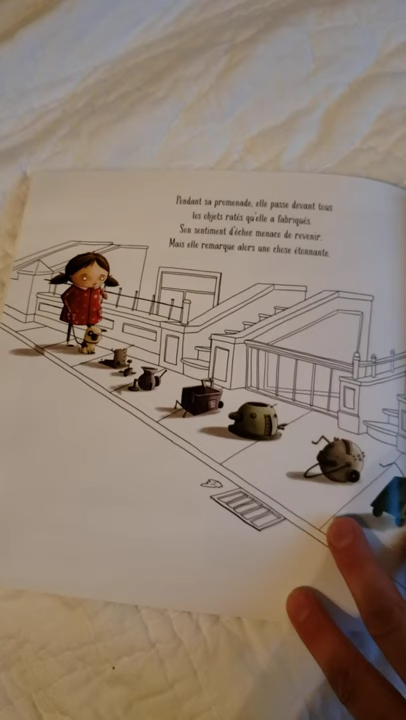 Pendant sa promenade, elle passe devant tous
les objets ratés qu'elle a fabriqués.
Son sentiment d'échec menace de revenir.
Mais elle remarque alors une chose étonnante.